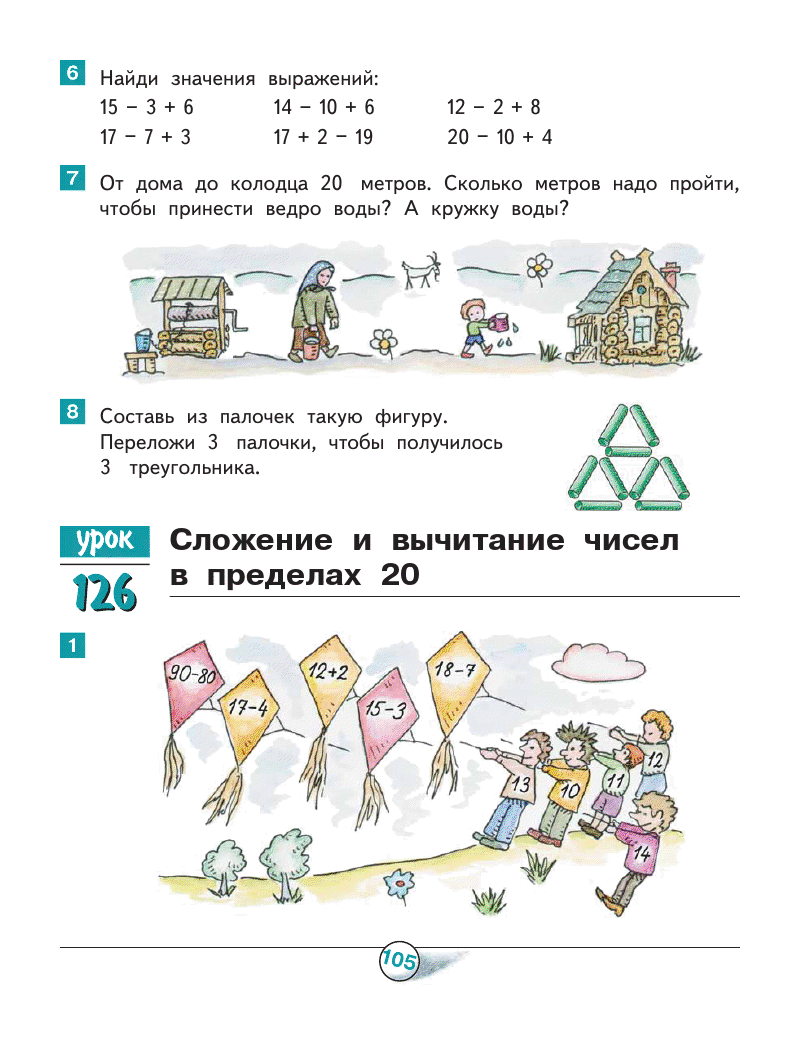 6 Найди значения выражений:
15 − 3 + 6 14 − 10 + 6 12 − 2 + 8
17 − 7 + 3 17 + 2 − 19 20 − 10 + 4
7 От дома до колодца 20 метров. Сколько метров надо пройти,
чтобы принести ведро воды? А кружку воды?
8 Составь из палочек такую фигуру.
Переложи 3 палочки, чтобы получилось
3 треугольника.
урок
126
Сложение и вычитание чисел
в пределах 20
1
90−80
17−4
12+2
15−3
18−7
13
10
11
12
14
105